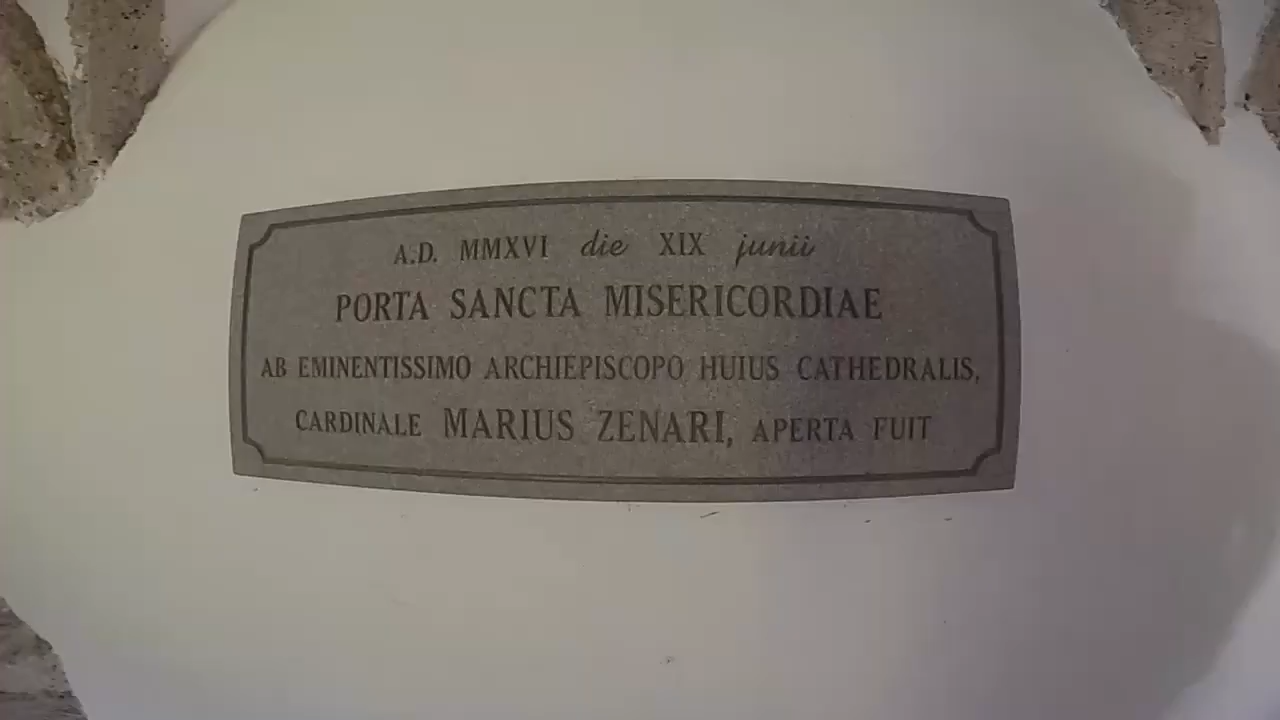 A.D. MMXVI die XIX junii
PORTA SANCTA MISERICORDIAE
AB EMINENTISSIMO ARCHIEPISCOPO HUIUS CATHEDRALIS,
CARDINALE MARIUS ZENARI, APERTA FUIT